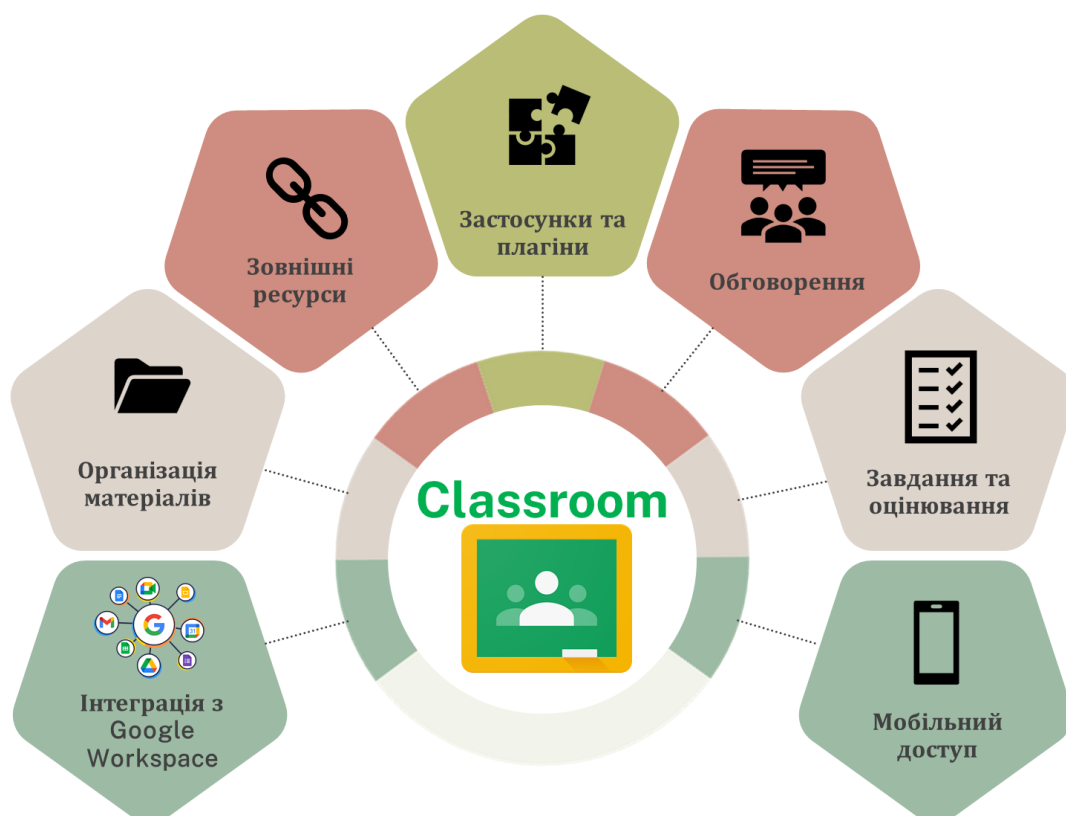 Застосунки та
плагіни
Зовнішні
ресурси
Обговорення
Організація
матеріалів
Завдання та
оцінювання
Classroom
Інтеграція з
Google
Workspace
Мобільний
доступ